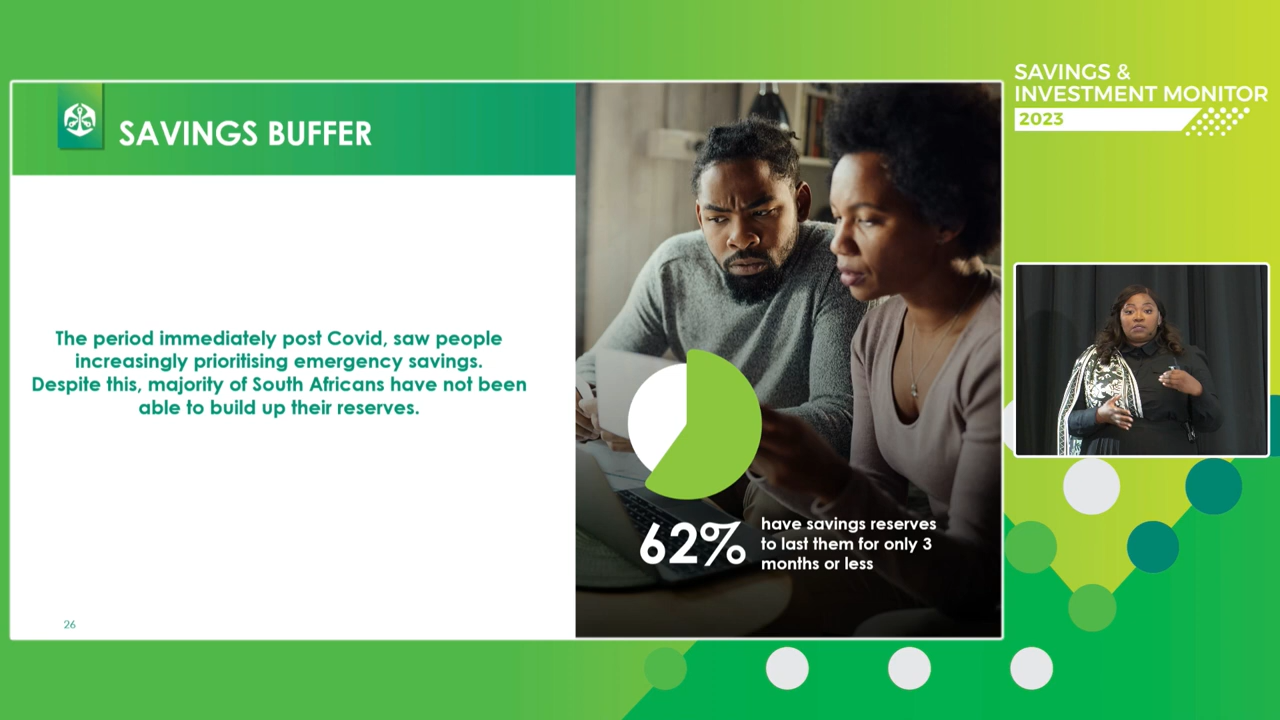 SAVINGS BUFFER
The period immediately post Covid, saw people
increasingly prioritising emergency savings.
Despite this, majority of South Africans have not been
able to build up their reserves.
26
62%
have savings reserves
to last them for only 3
months or less
SAVINGS &
INVESTMENT MONITOR
2023